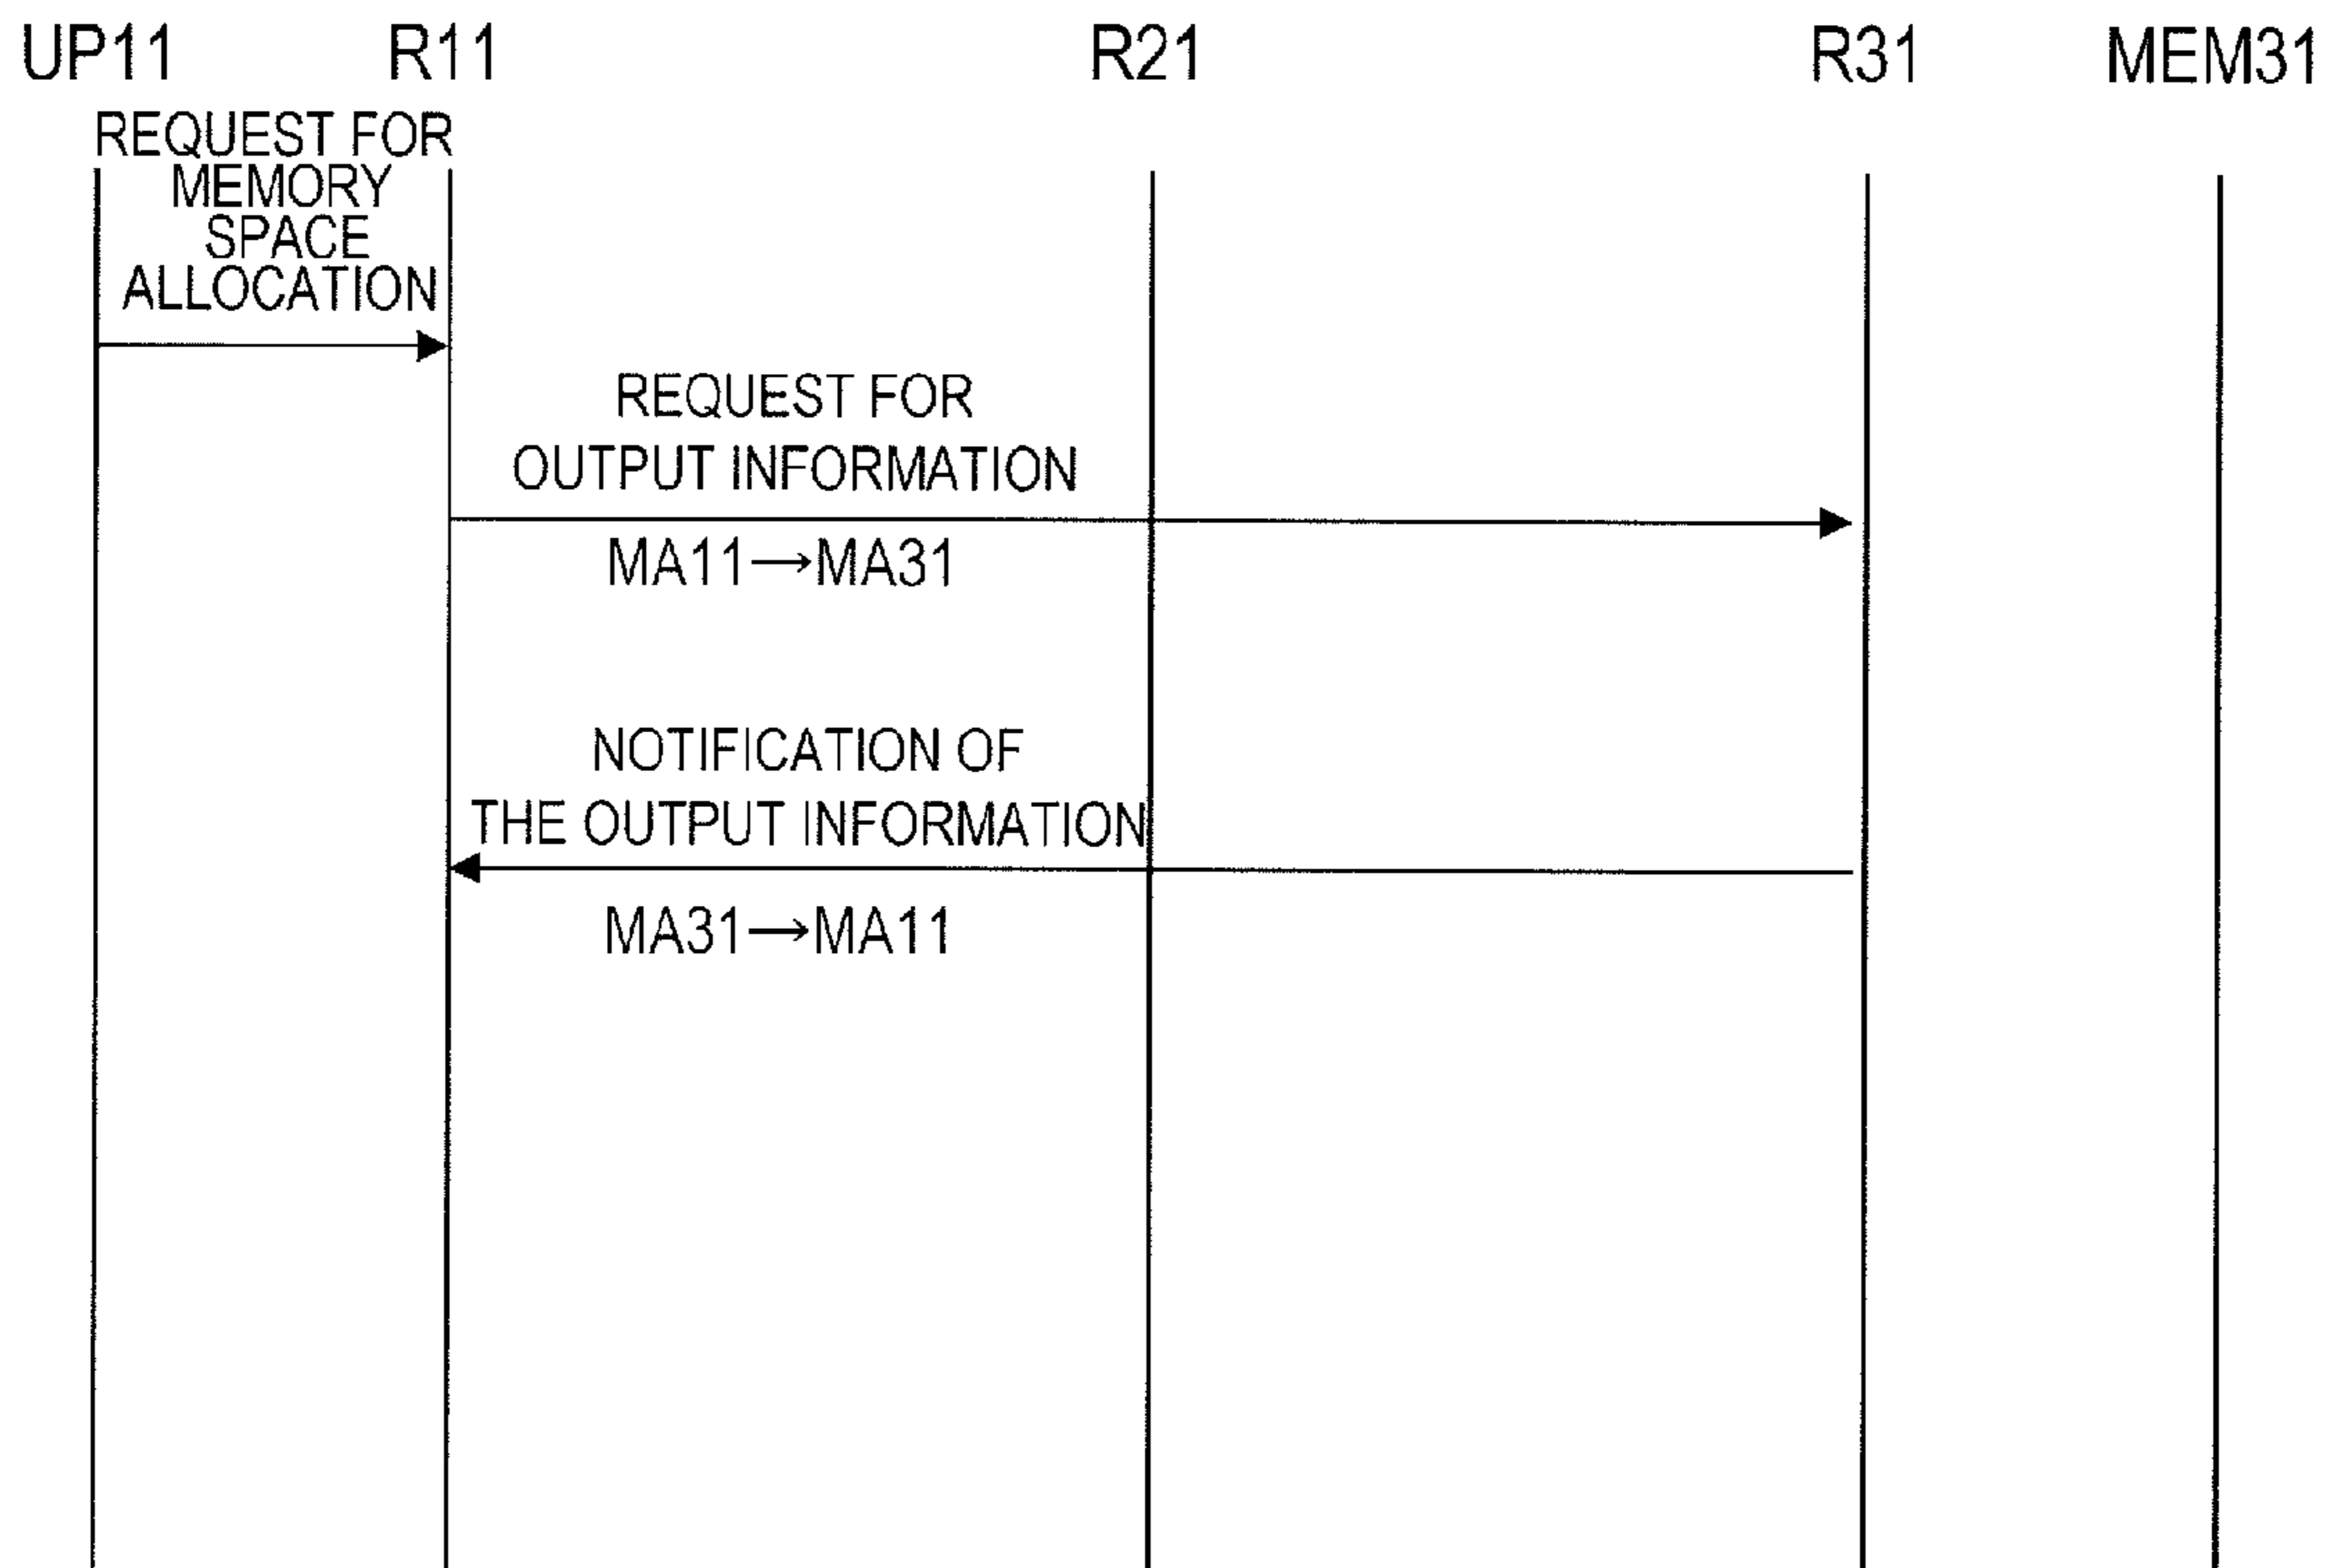 UP11 R11 R21 R31 MEM31
REQUEST FOR
MEMORY
SPACE
ALLOCATION
REQUEST FOR
OUTPUT INFORMATION
MA11→MA31
NOTIFICATION OF
THE OUTPUT INFORMATION
MA31→MA11